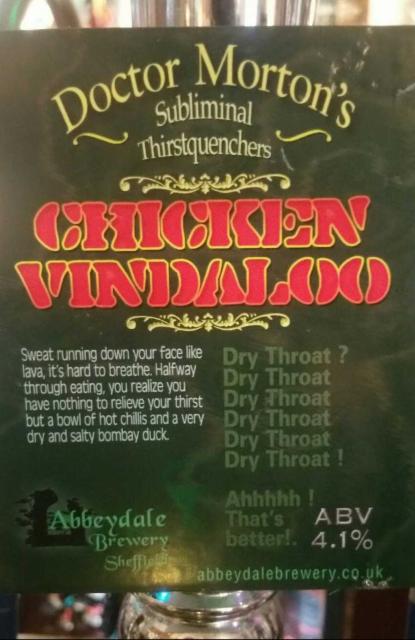 Doctor Morton's
Subliminal
Thirstquenchers
CHICKEN
VINDALOO
Sweat running down your face like
lava, it's hard to breathe. Halfway
through eating, you realize you
have nothing to relieve your thirst
but a bowl of hot chillis and a very
dry and salty bombay duck.
Dry Throat ?
Dry Throat
Dry Throat
Dry Throat
Dry Throat
Dry Throat !
Ahhhhh !
That's
better!.
ABV
4.1%
Abbeydale
Brewery
Sheffield
abbeydalebrewery.co.uk